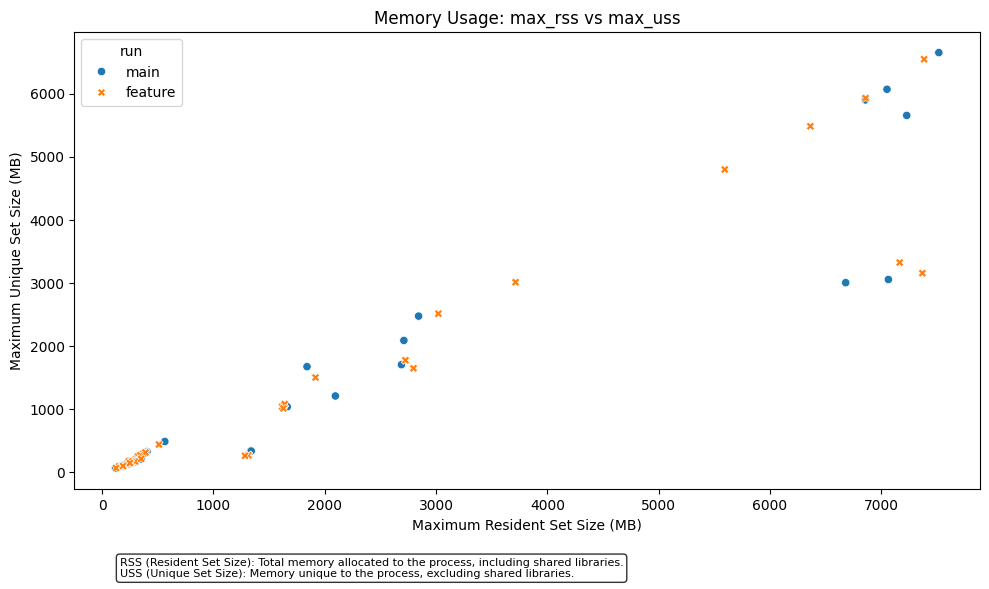 Memory Usage: max_rss vs max_uss
run
main
feature
Maximum Unique Set Size (MB)
6000
5000
4000
3000
2000
1000
0
0 1000 2000 3000 4000 5000 6000 7000
Maximum Resident Set Size (MB)
RSS (Resident Set Size): Total memory allocated to the process, including shared libraries.
USS (Unique Set Size): Memory unique to the process, excluding shared libraries.